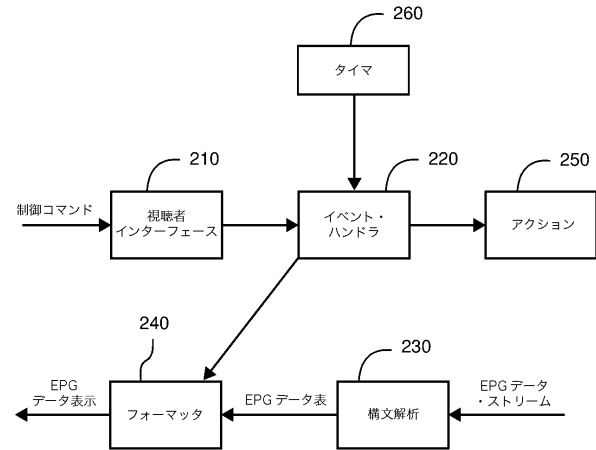 260
タイマ
210
220
250
制御コマンド
視聴者
インターフェース
イベント・
ハンドラ
アクション
240
230
EPG
データ表示
フォーマッタ
EPG データ表
構文解析
EPG データ
・ストリーム